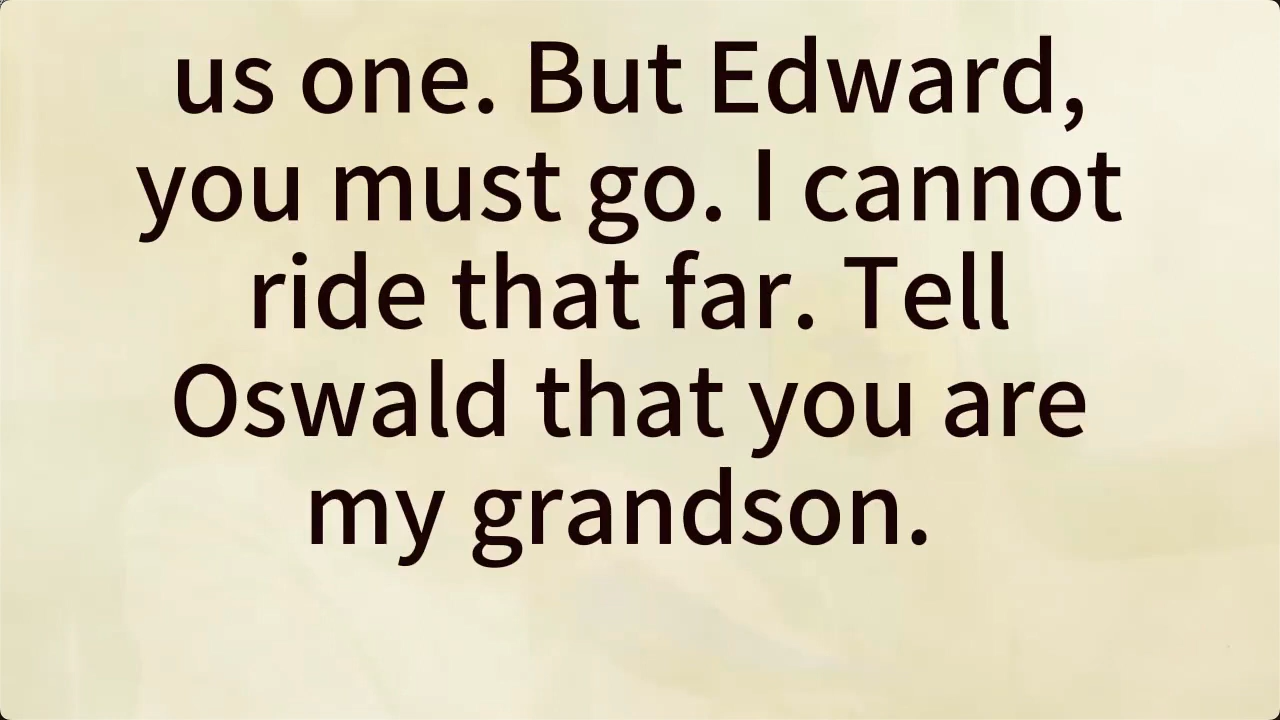 us one. But Edward,
you must go. I cannot
ride that far. Tell
Oswald that you are
my grandson.